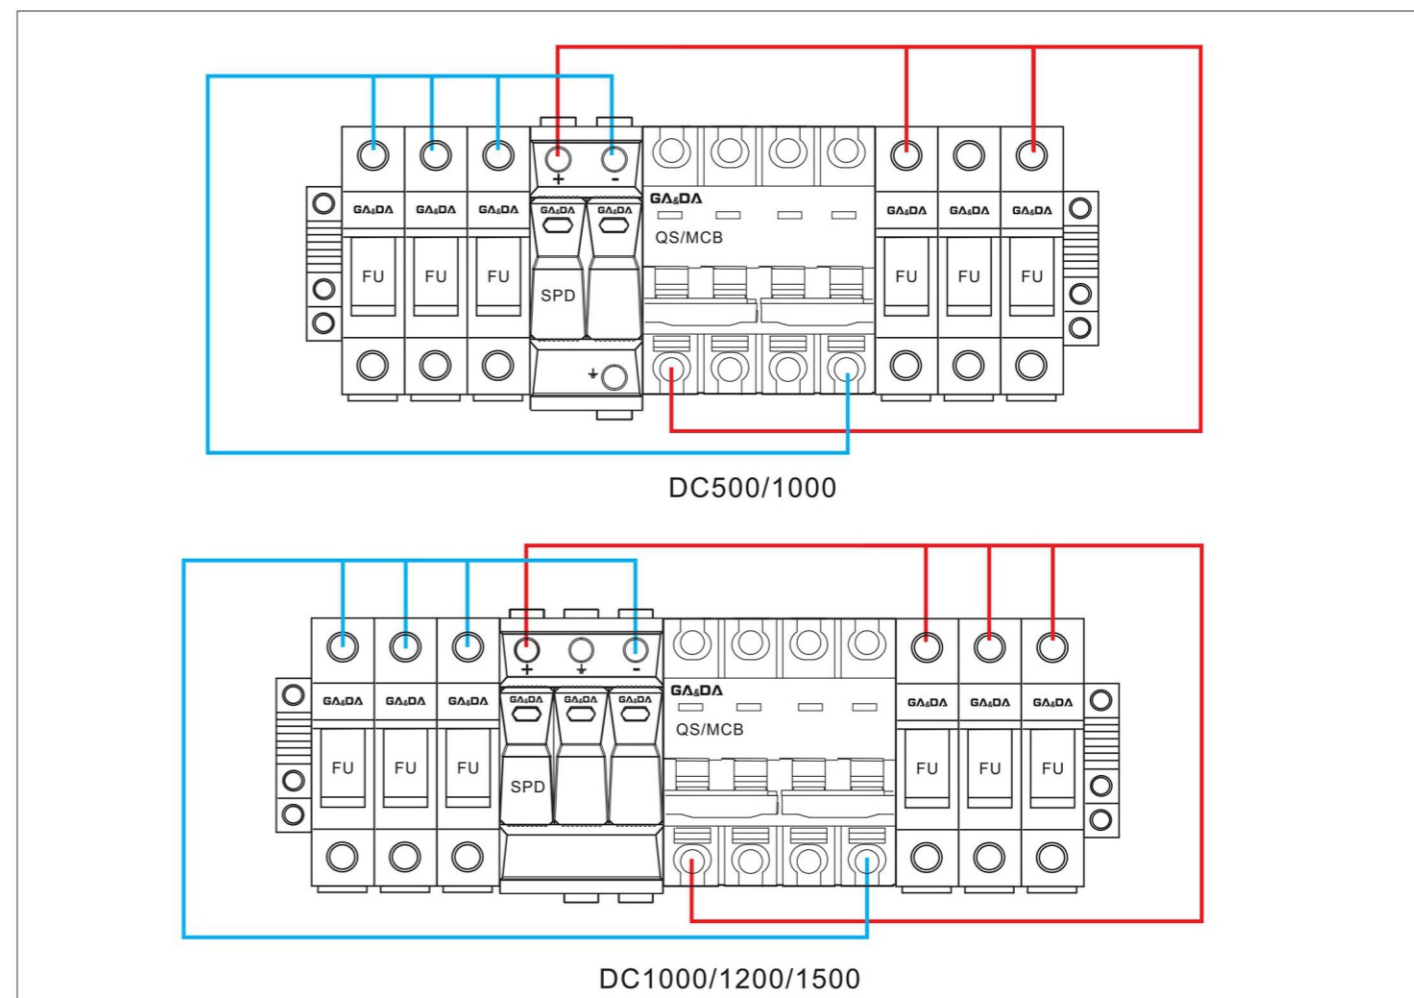 + -
GA&DA GA&DA GA&DA GA&DA GA&DA GA&DA GA&DA GA&DA GA&DA
QS/MCB
FU FU FU SPD FU FU FU
DC500/1000
+ -
GA&DA GA&DA GA&DA GA&DA GA&DA GA&DA GA&DA GA&DA GA&DA GA&DA
QS/MCB
FU FU FU SPD FU FU FU
DC1000/1200/1500